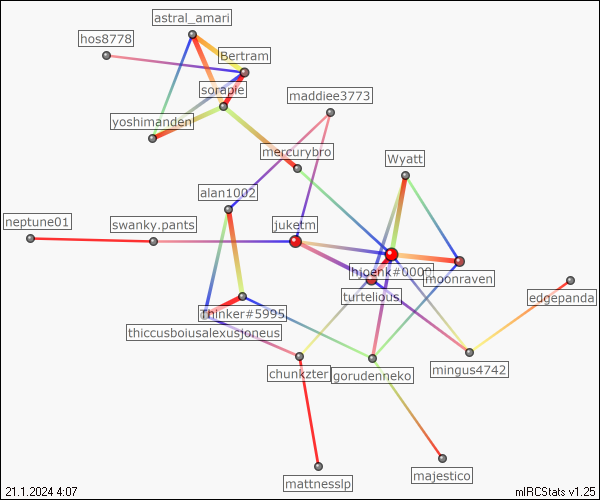 astral_amari
hos8778
Bertram
sorapie
maddiee3773
yoshimanden
mercurybro
Wyatt
alan1002
neptune01
swanky.pants
juketm
hjoenk#0000
moonraven
turtelious
edgepanda
Thinker#5995
thiccusboiusalexusjoneus
chunkzter
gorudenneko
mingus4742
mattnesslp
majestico
21.1.2024 4:07
mIRCStats v1.25